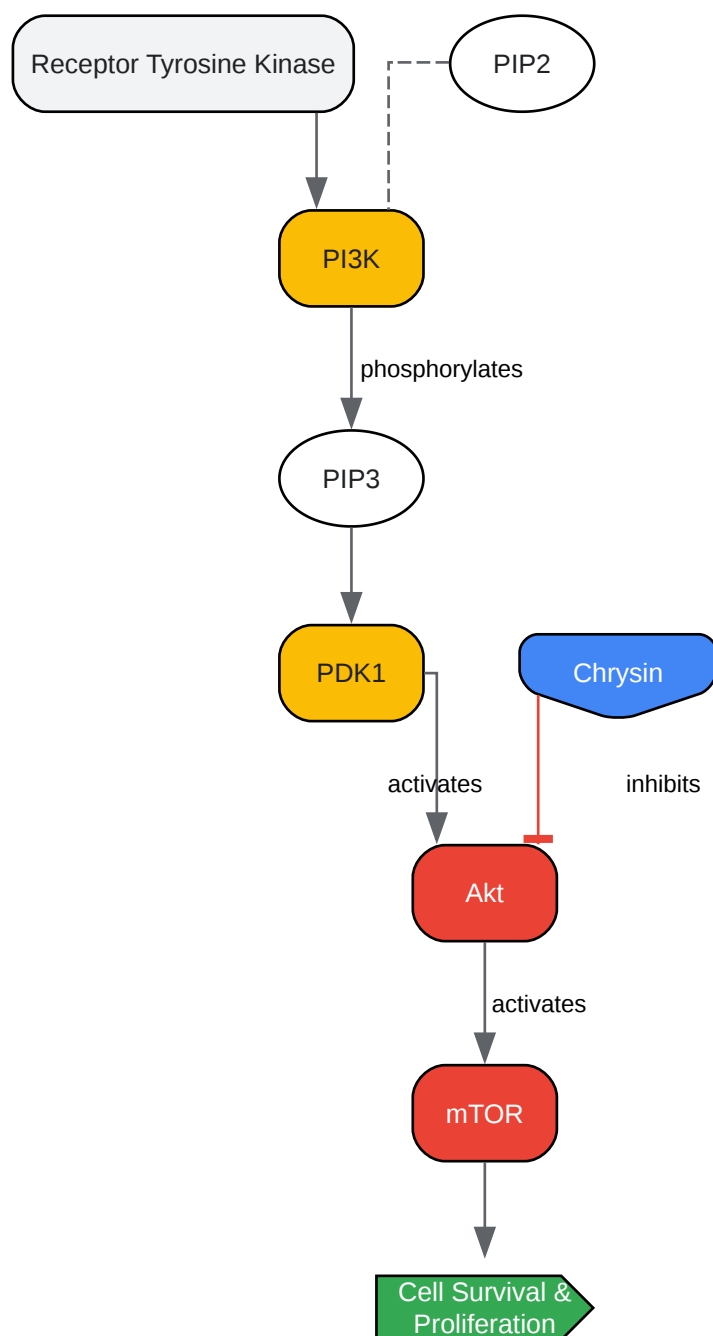 Receptor Tyrosine Kinase
PIP2
PI3K
phosphorylates
PIP3
PDK1
Chrysin
activates
inhibits
Akt
activates
mTOR
Cell Survival &
Proliferation